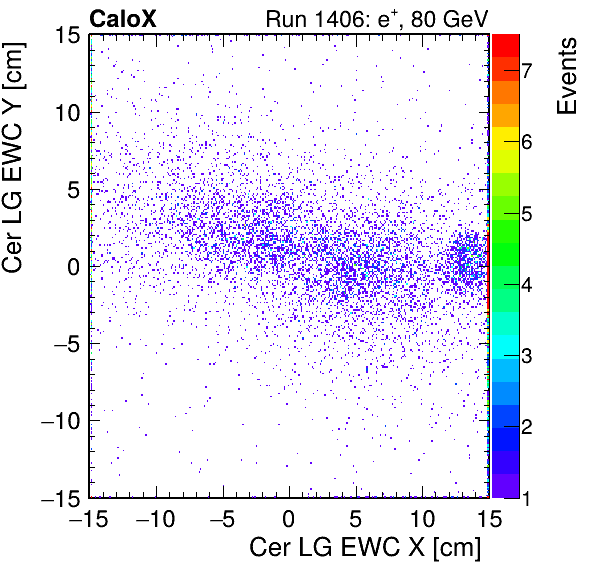 CaloX Run 1406: e+, 80 GeV
Events
Cer LG EWC Y [cm]
15
10
5
0
−5
−10
−15
7
6
5
4
3
2
1
−15 −10 −5 0 5 10 15
Cer LG EWC X [cm]